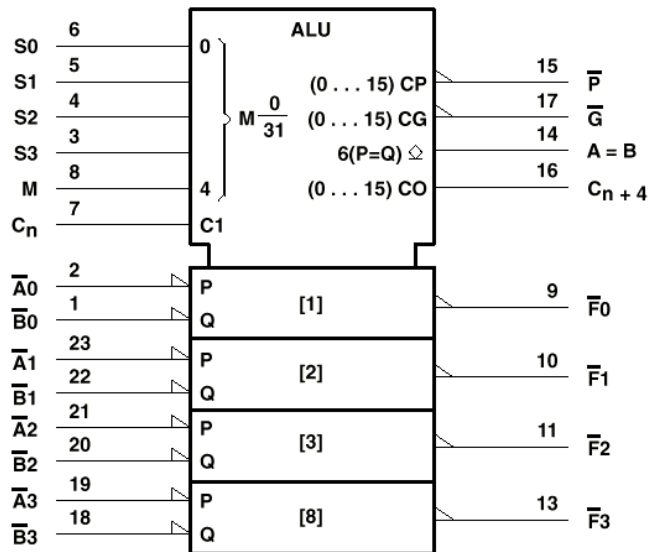 ALU
6
S0
0
5
S1
(0 . . . 15) CP
15
P̅
4
S2
M 0/31
(0 . . . 15) CG
17
G̅
3
S3
6(P=Q)
14
A = B
8
M
4
(0 . . . 15) CO
16
Cn + 4
7
Cn
C1
2
A̅0
P
[1]
9
F̅0
1
B̅0
Q
23
A̅1
P
[2]
10
F̅1
22
B̅1
Q
21
A̅2
P
[3]
11
F̅2
20
B̅2
Q
19
A̅3
P
[8]
13
F̅3
18
B̅3
Q